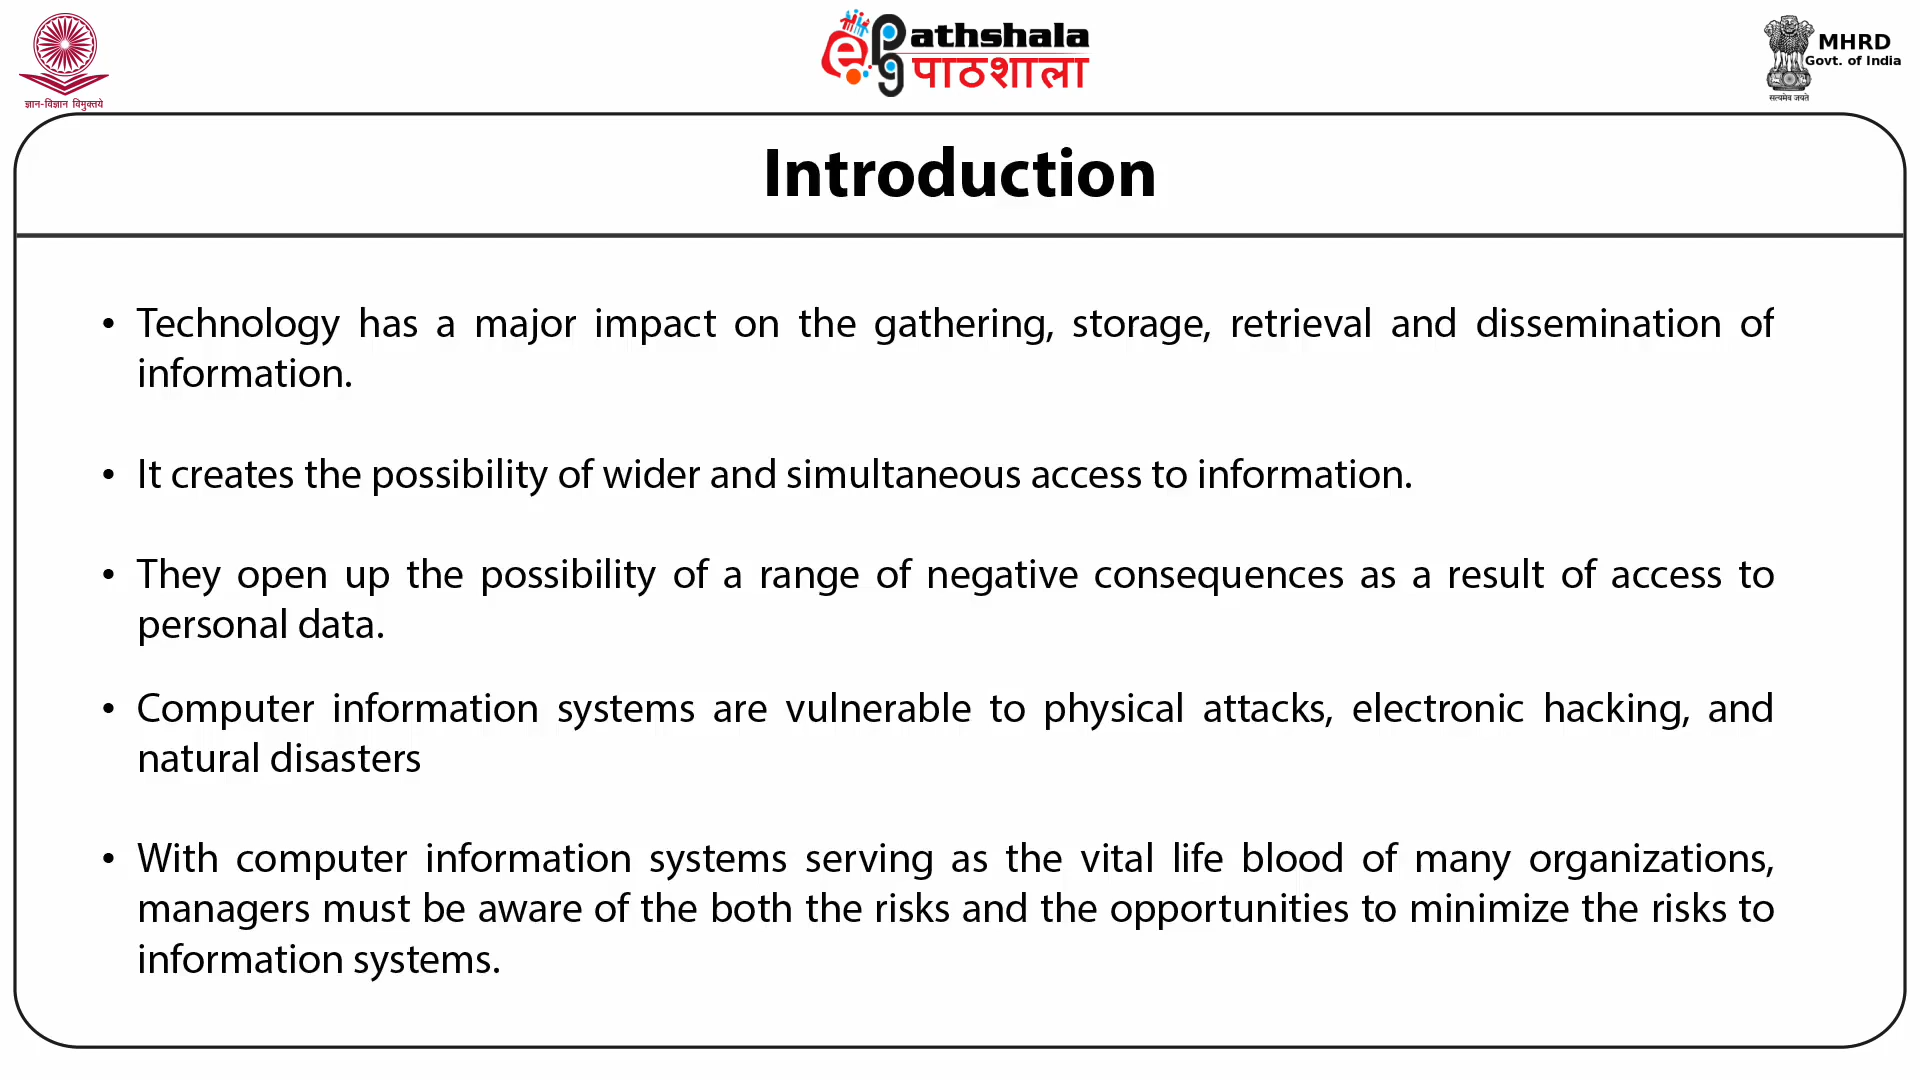 ज्ञान-विज्ञान विमुक्तये
ePg
athshala
पाठशाला
MHRD
Govt. of India
सत्यमेव जयते
Introduction
• Technology has a major impact on the gathering, storage, retrieval and dissemination of
information.
• It creates the possibility of wider and simultaneous access to information.
• They open up the possibility of a range of negative consequences as a result of access to
personal data.
• Computer information systems are vulnerable to physical attacks, electronic hacking, and
natural disasters
• With computer information systems serving as the vital life blood of many organizations,
managers must be aware of the both the risks and the opportunities to minimize the risks to
information systems.